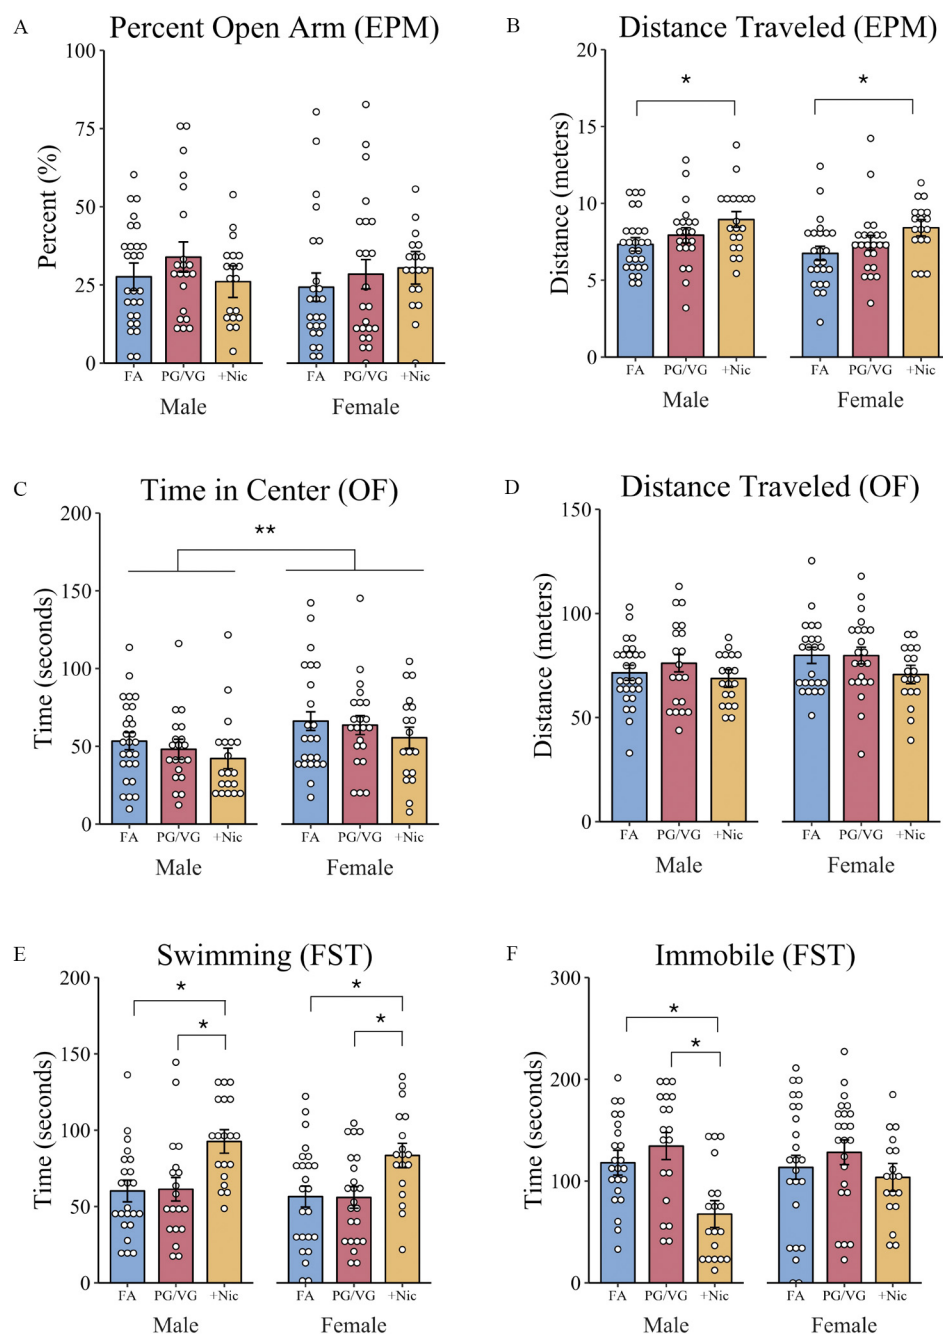 A
Percent Open Arm (EPM)
100
75
50
25
0
Percent (%)
FA PG/VG +Nic FA PG/VG +Nic
Male Female
B
Distance Traveled (EPM)
20
15
10
5
0
Distance (meters)
* *
FA PG/VG +Nic FA PG/VG +Nic
Male Female
C
Time in Center (OF)
200
150
100
50
0
Time (seconds)
**
FA PG/VG +Nic FA PG/VG +Nic
Male Female
D
Distance Traveled (OF)
150
100
50
0
Distance (meters)
FA PG/VG +Nic FA PG/VG +Nic
Male Female
E
Swimming (FST)
200
150
100
50
0
Time (seconds)
* *
* *
FA PG/VG +Nic FA PG/VG +Nic
Male Female
F
Immobile (FST)
300
200
100
0
Time (seconds)
*
*
FA PG/VG +Nic FA PG/VG +Nic
Male Female